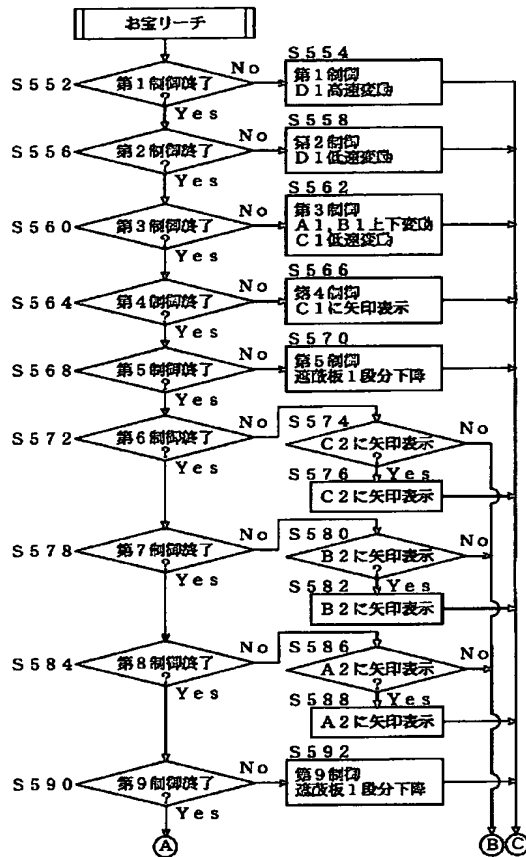 お宝リーチ
S552
第1制御終了
?
No
Yes
S554
第1制御
D1高速変動
S556
第2制御終了
?
No
Yes
S558
第2制御
D1低速変動
S560
第3制御終了
?
No
Yes
S562
第3制御
A1,B1上下変動
C1低速変動
S564
第4制御終了
?
No
Yes
S566
第4制御
C1に矢印表示
S568
第5制御終了
?
No
Yes
S570
第5制御
遮蔽板1段分下降
S572
第6制御終了
?
No
Yes
S574
C2に矢印表示
?
No
Yes
S576
C2に矢印表示
S578
第7制御終了
?
No
Yes
S580
B2に矢印表示
?
No
Yes
S582
B2に矢印表示
S584
第8制御終了
?
No
Yes
S586
A2に矢印表示
?
No
Yes
S588
A2に矢印表示
S590
第9制御終了
?
No
Yes
S592
第9制御
遮蔽板1段分下降
A
B
C